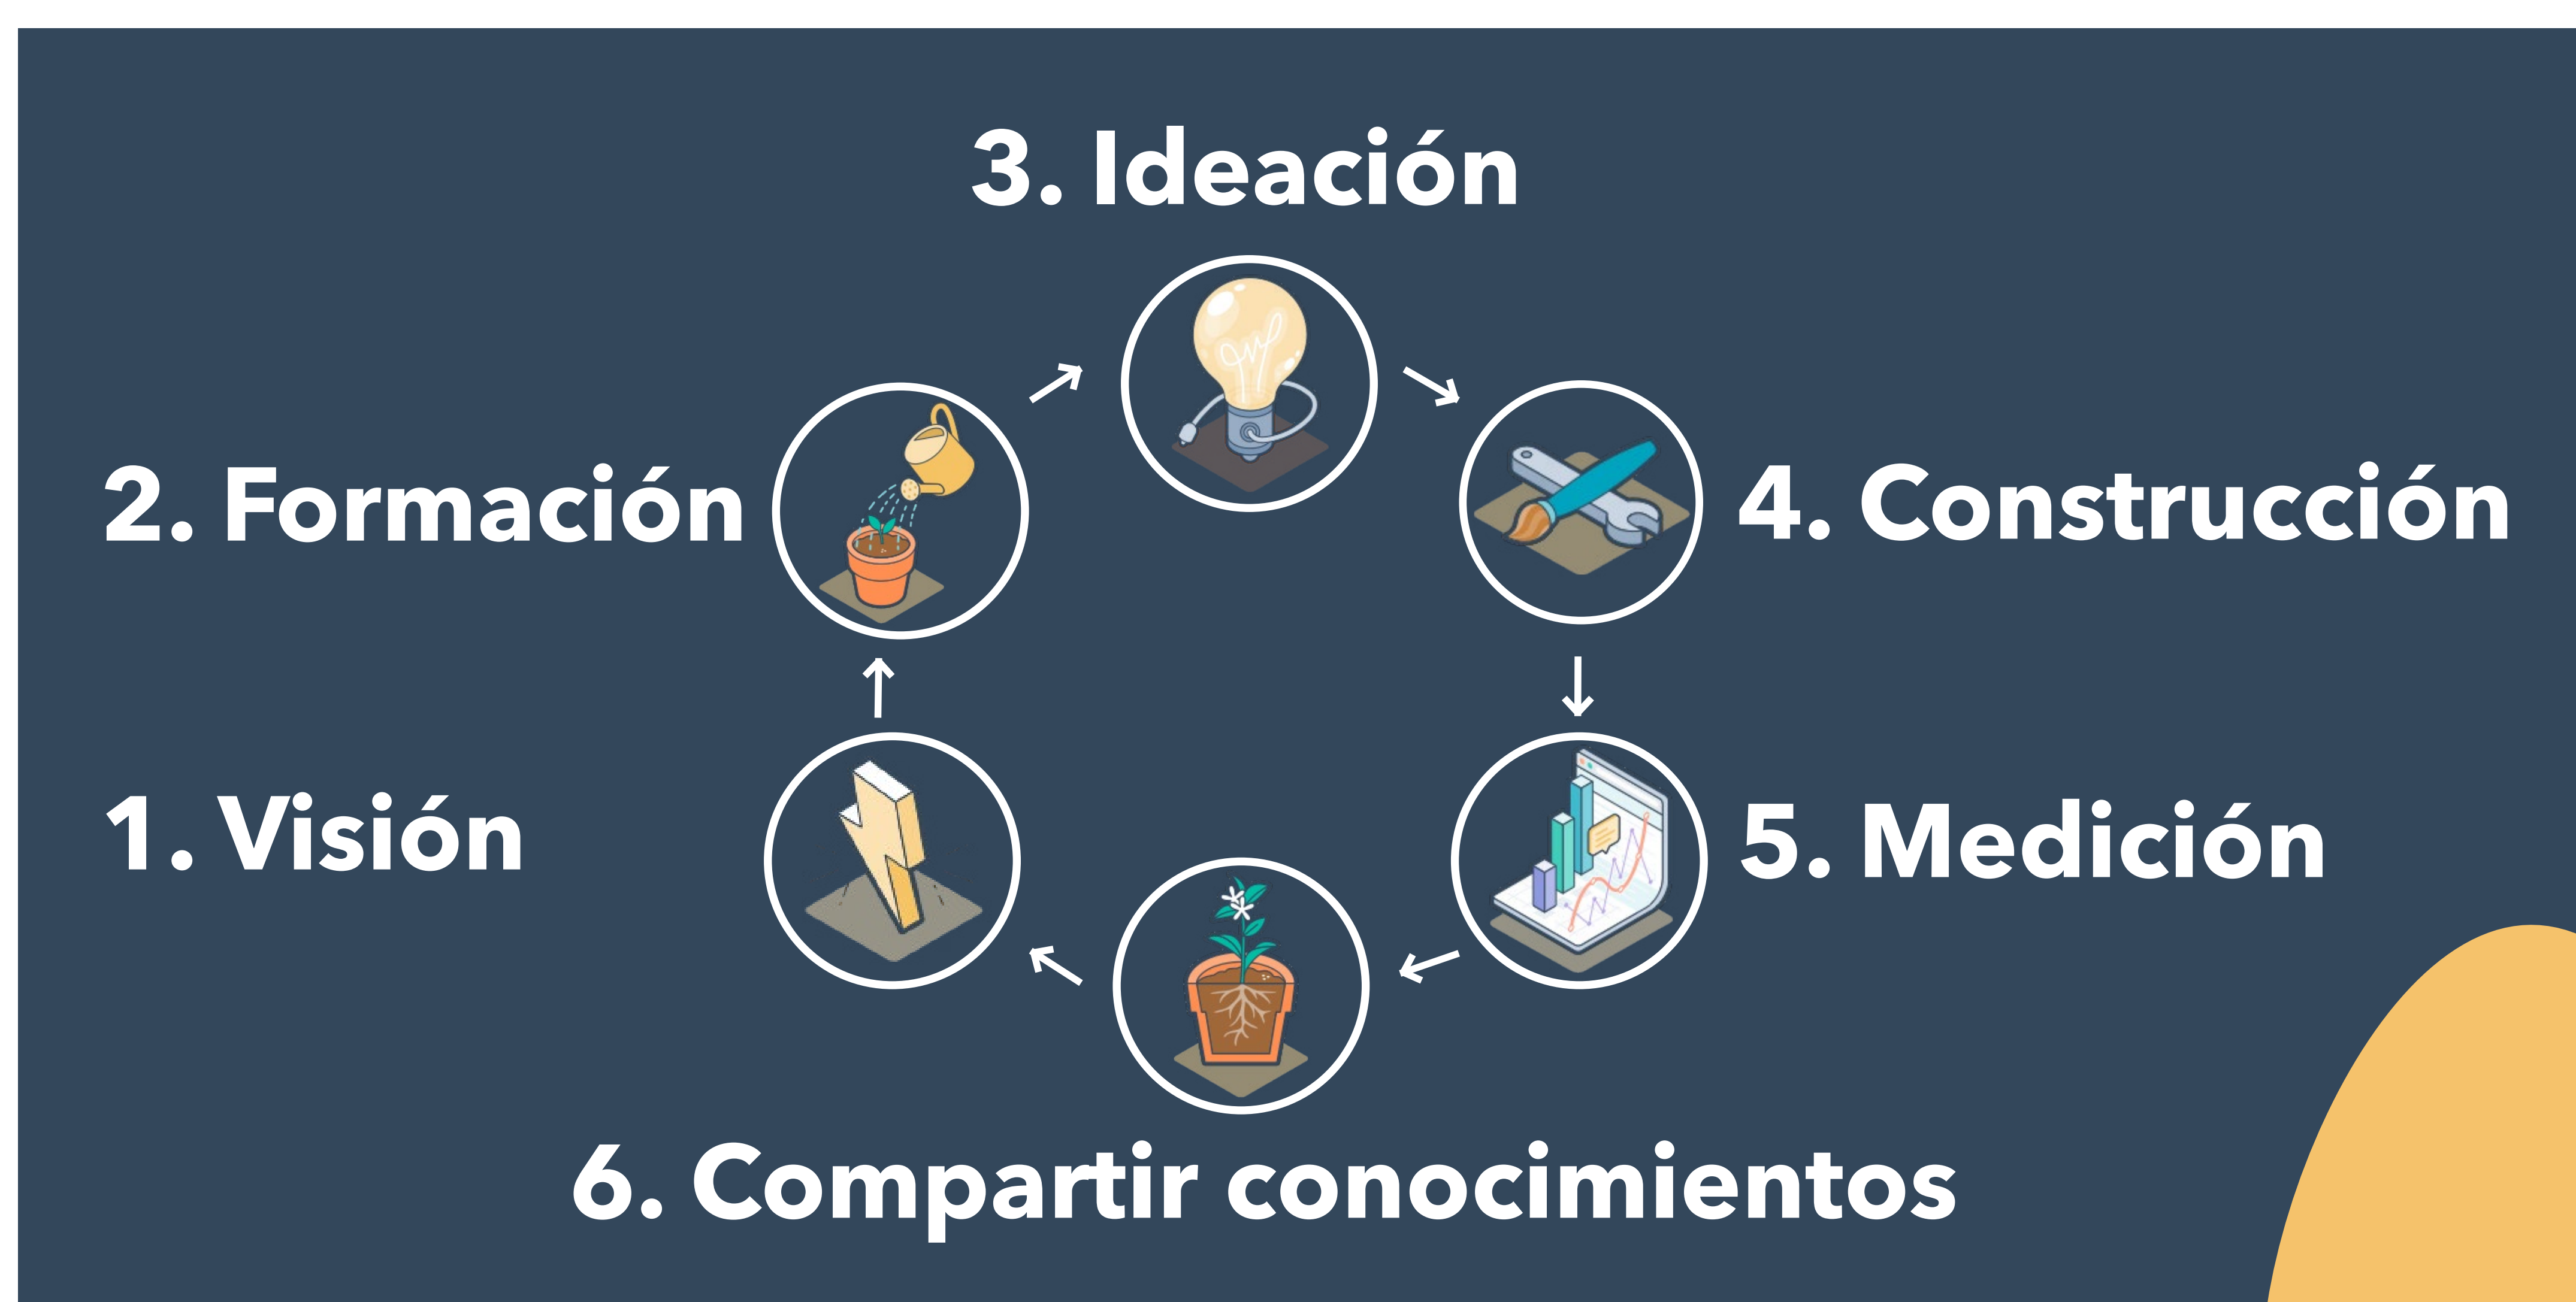 3. Ideación
2. Formación
4. Construcción
1. Visión
5. Medición
6. Compartir conocimientos